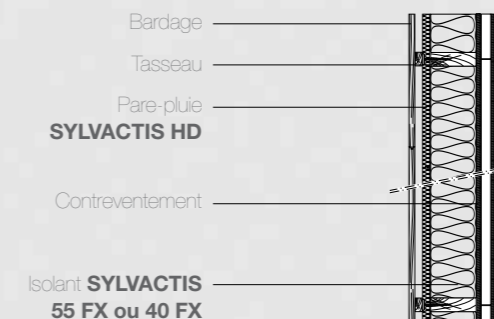 Bardage
Tasseau
Pare-pluie
SYLVACTIS HD
Contreventement
Isolant SYLVACTIS
55 FX ou 40 FX